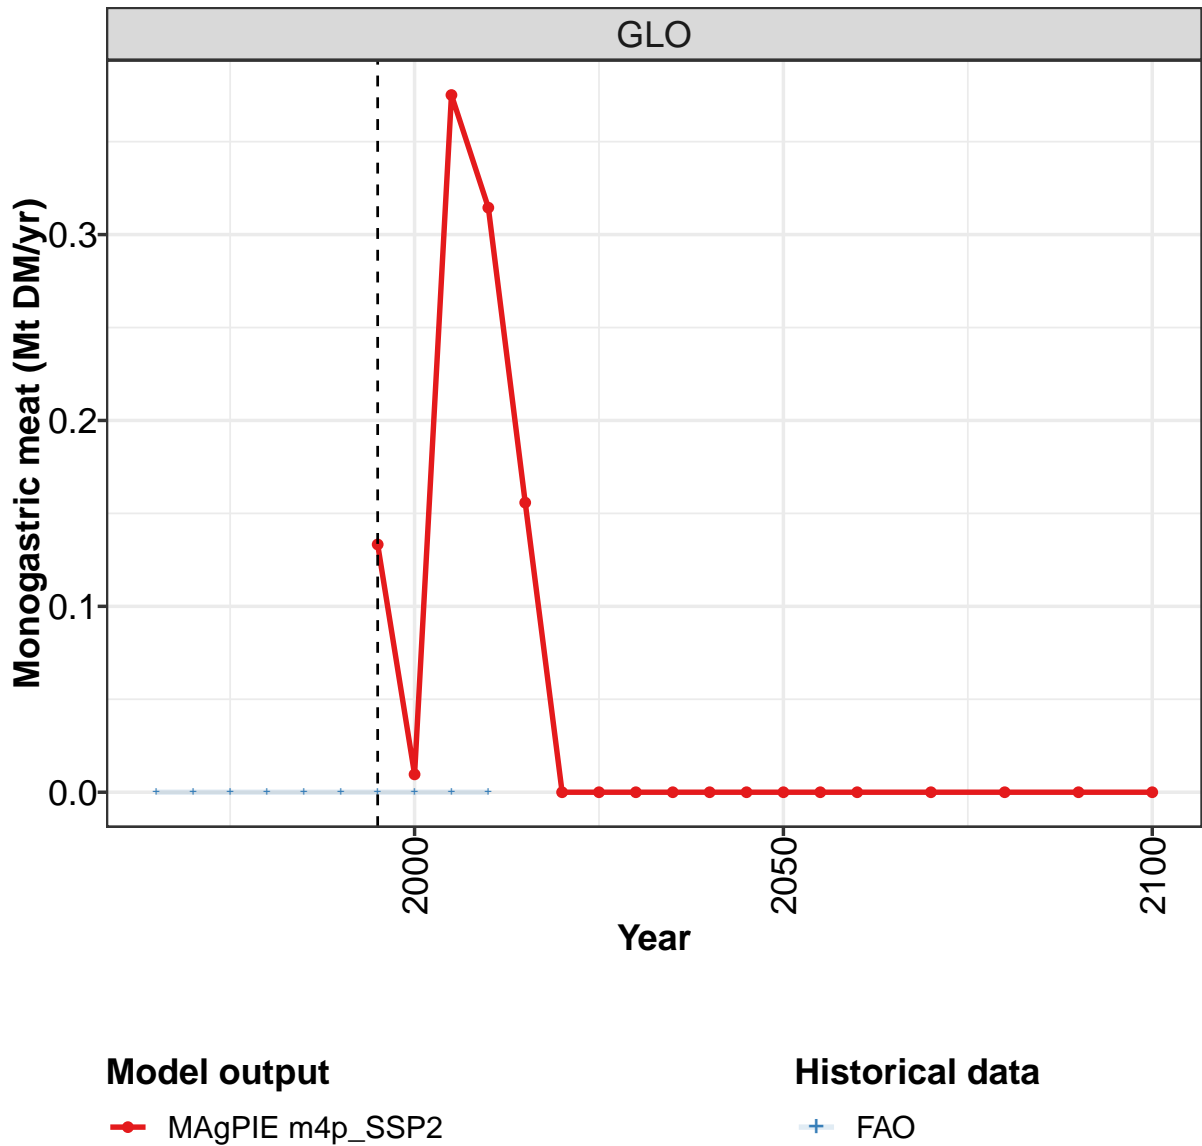 GLO
Monogastric meat (Mt DM/yr)
0.3
0.2
0.1
0.0
2000
2050
2100
Year
Model output
MAgPIE m4p_SSP2
Historical data
FAO